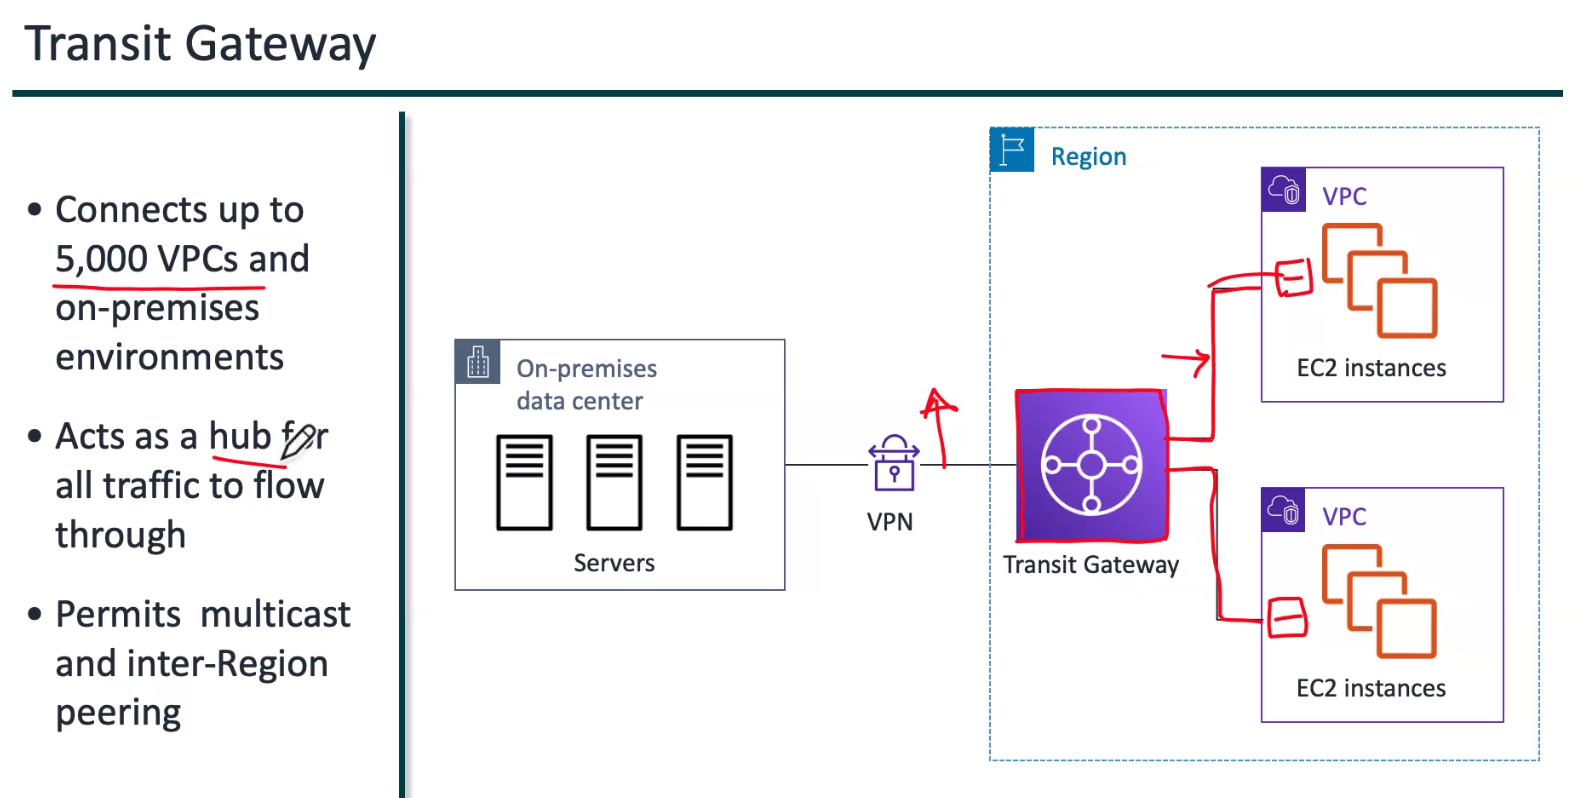 Transit Gateway
• Connects up to
5,000 VPCs and
on-premises
environments
• Acts as a hub for
all traffic to flow
through
• Permits multicast
and inter-Region
peering
On-premises
data center
Servers
VPN
Region
Transit Gateway
VPC
EC2 instances
VPC
EC2 instances